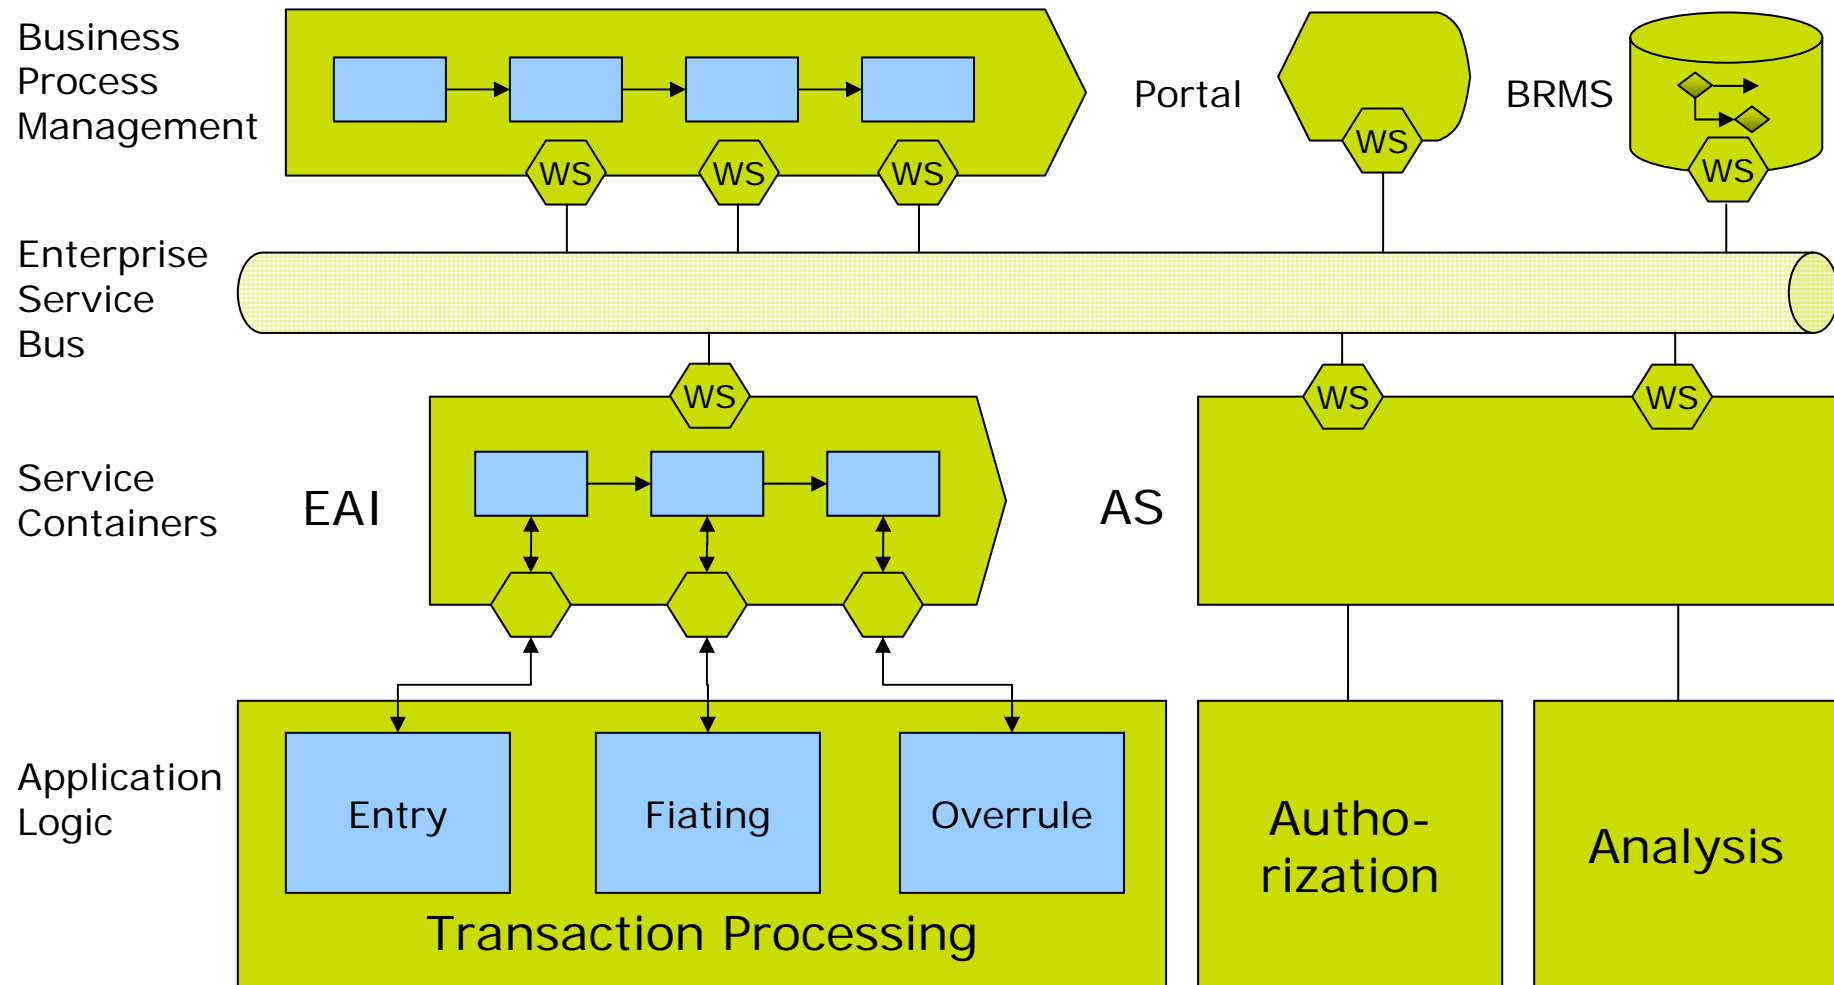 Business
Process
Management
Portal
BRMS
WS
WS
WS
WS
WS
Enterprise
Service
Bus
WS
WS
WS
Service
Containers
EAI
AS
Application
Logic
Entry
Fiating
Overrule
Transaction Processing
Autho-
rization
Analysis